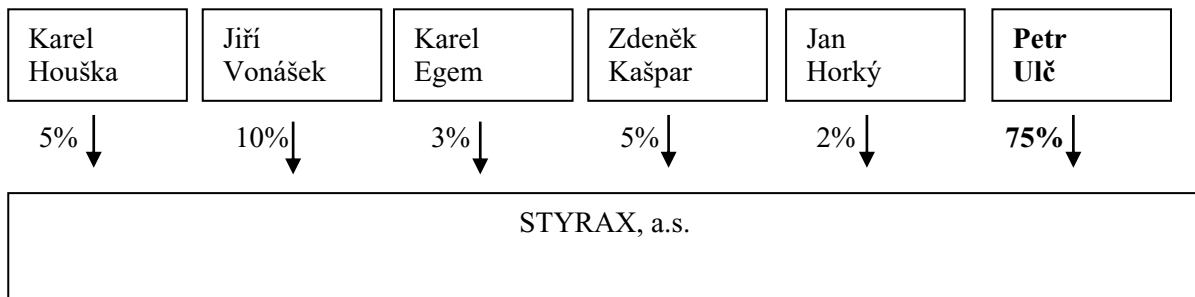 Karel
Houška
Jiří
Vonášek
Karel
Egem
Zdeněk
Kašpar
Jan
Horký
Petr
Ulč
5%
10%
3%
5%
2%
75%
STYRAX, a.s.